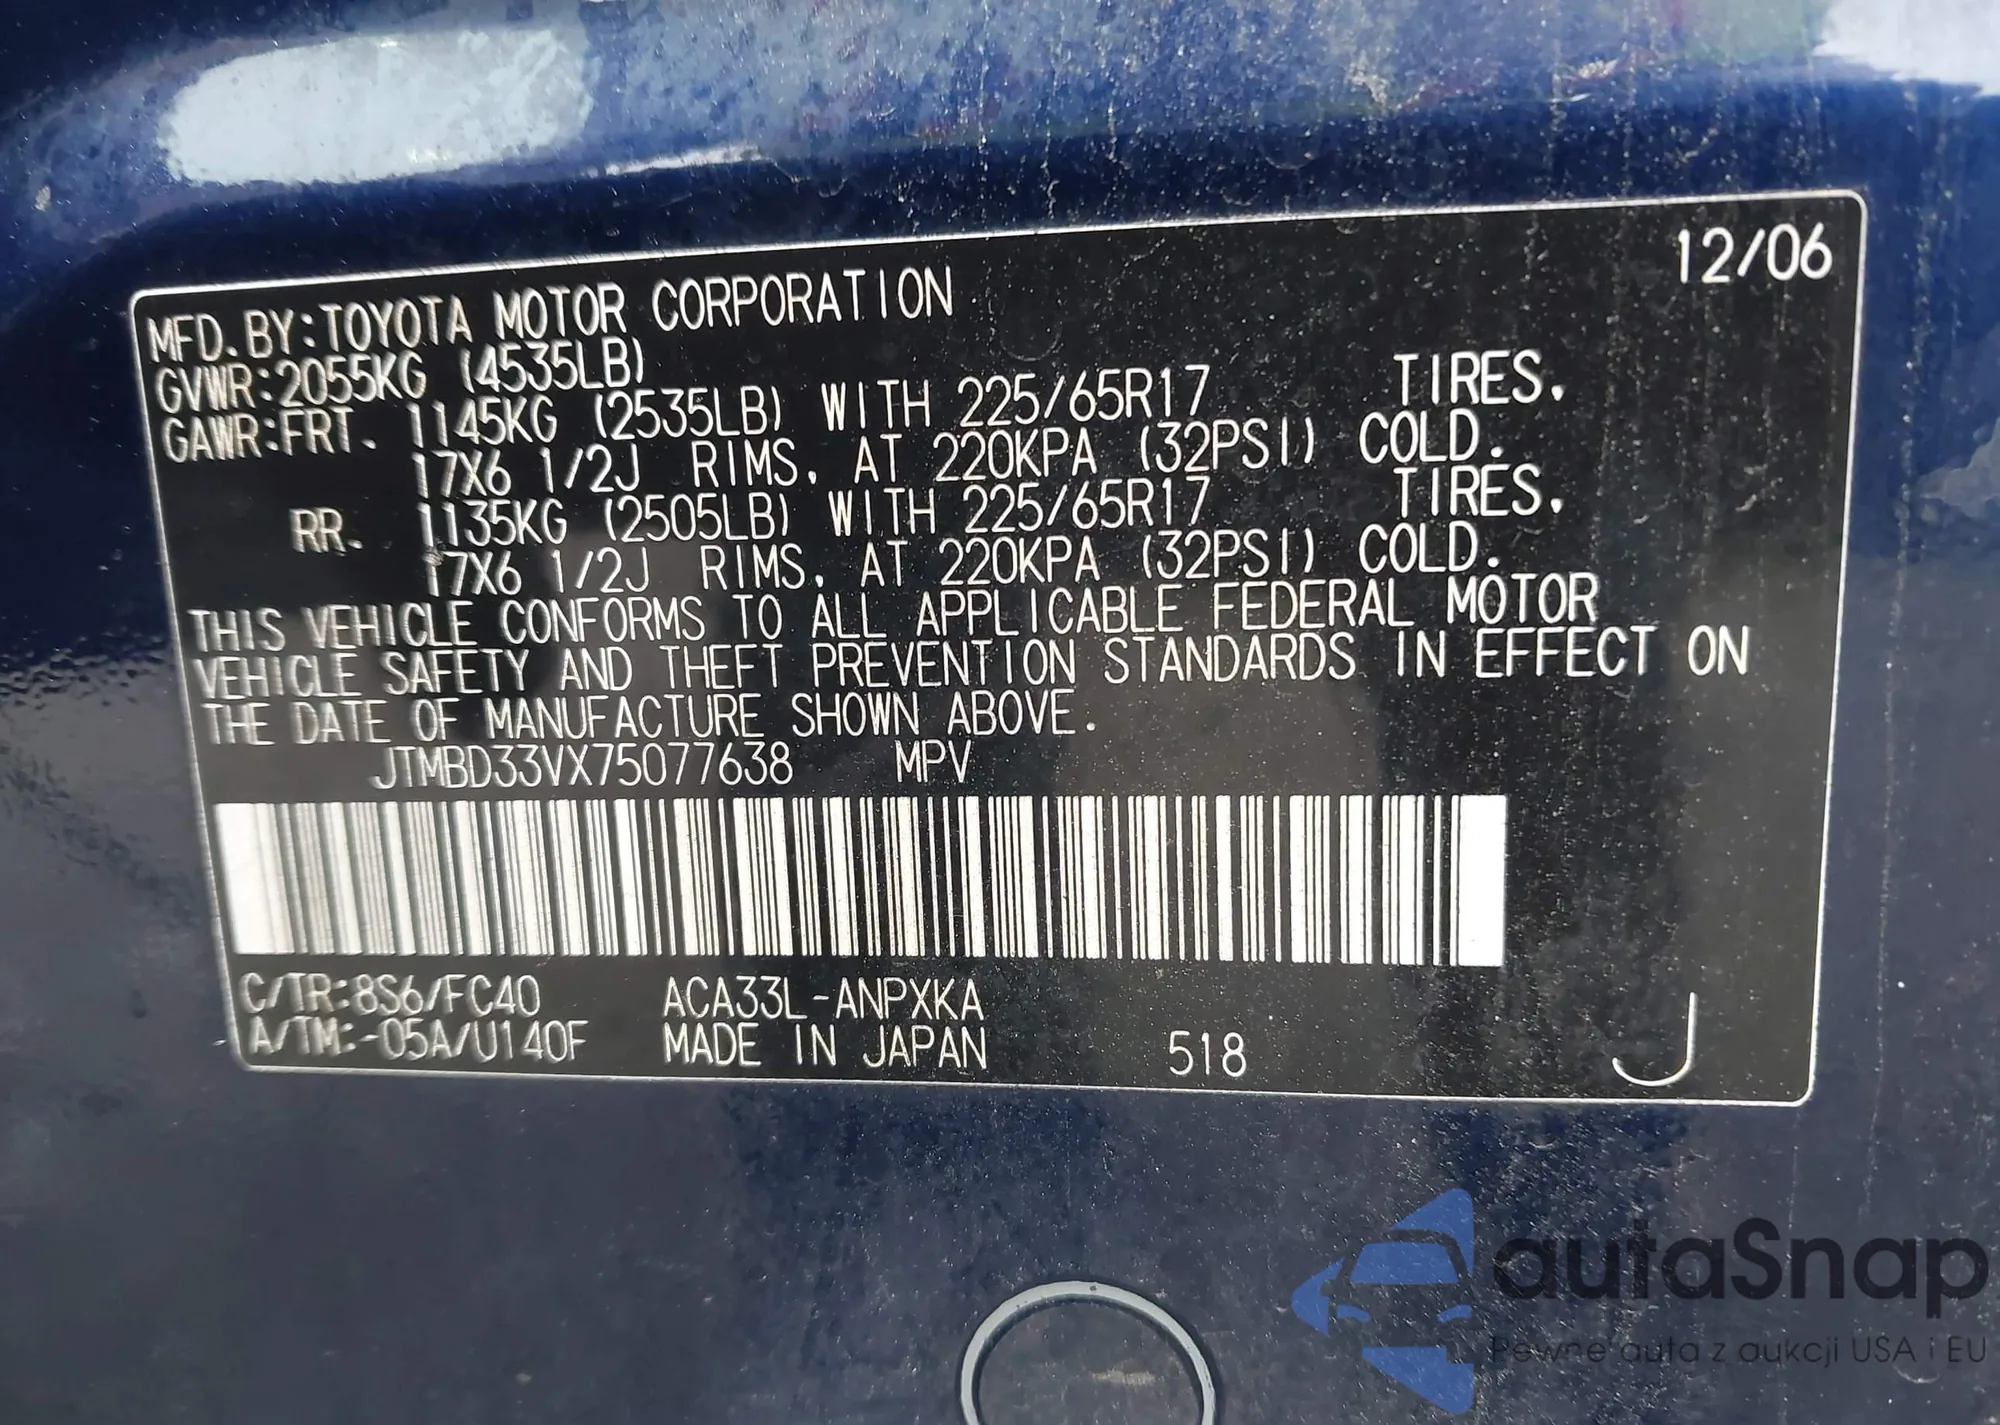 12/06
MFD.BY:TOYOTA MOTOR CORPORATION
GVWR:2055KG (4535LB)
GAWR:FRT. 1145KG (2535LB) WITH 225/65R17 TIRES,
17X6 1/2J RIMS, AT 220KPA (32PSI) COLD.
RR. 1135KG (2505LB) WITH 225/65R17 TIRES,
17X6 1/2J RIMS, AT 220KPA (32PSI) COLD.
THIS VEHICLE CONFORMS TO ALL APPLICABLE FEDERAL MOTOR
VEHICLE SAFETY AND THEFT PREVENTION STANDARDS IN EFFECT ON
THE DATE OF MANUFACTURE SHOWN ABOVE.
JTMBD33VX75077638 MPV
C/TR:8S6/FC40 ACA33L-ANPXKA
A/TM:-05A/U140F MADE IN JAPAN 518 J
autaSnap
Pewne auta z aukcji USA i EU